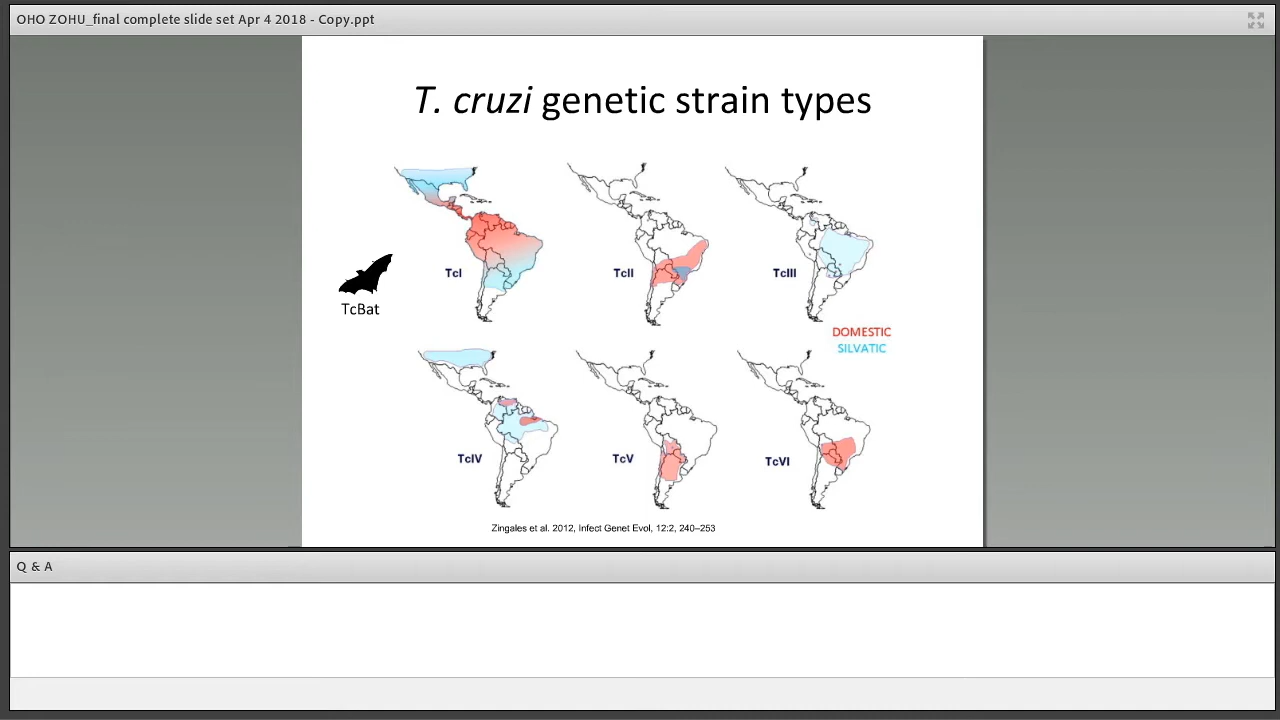 OHO ZOHU_final complete slide set Apr 4 2018 - Copy.ppt
T. cruzi genetic strain types
TcI
TcII
TcIII
TcBat
DOMESTIC
SILVATIC
TcIV
TcV
TcVI
Zingales et al. 2012, Infect Genet Evol, 12:2, 240–253
Q & A